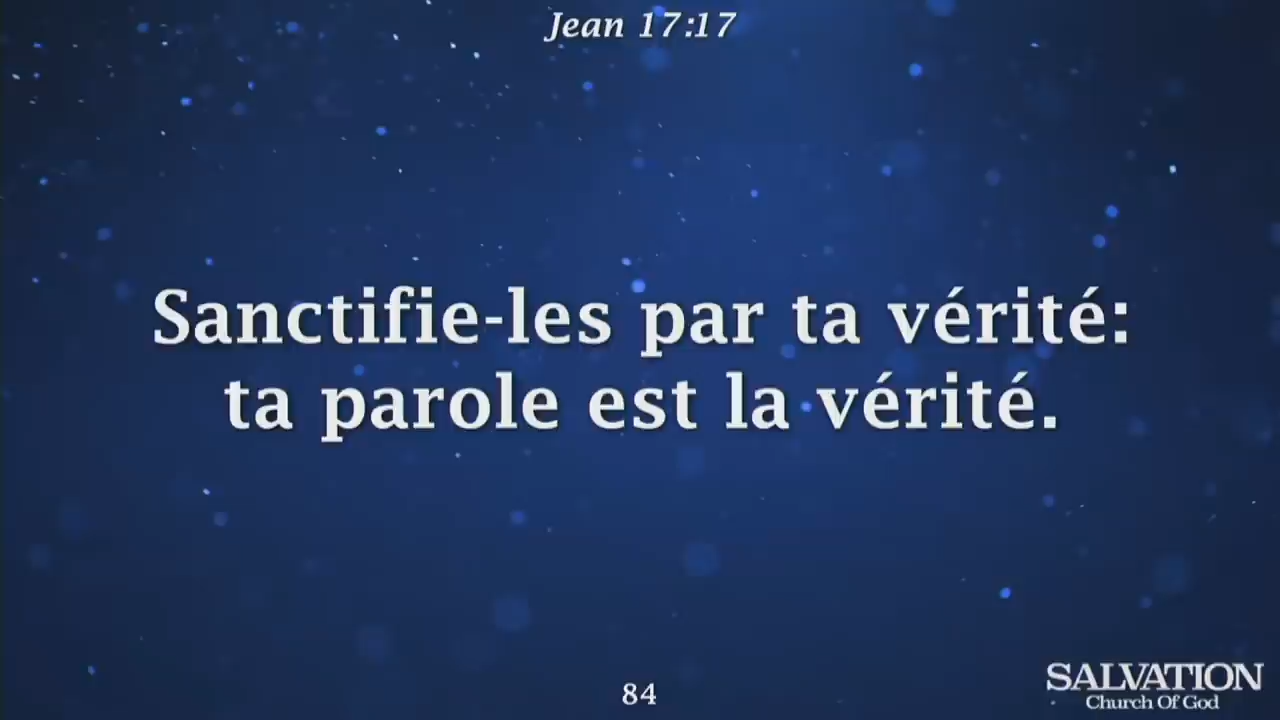 Jean 17:17
Sanctifie-les par ta vérité:
ta parole est la vérité.
84
SALVATION
Church Of God